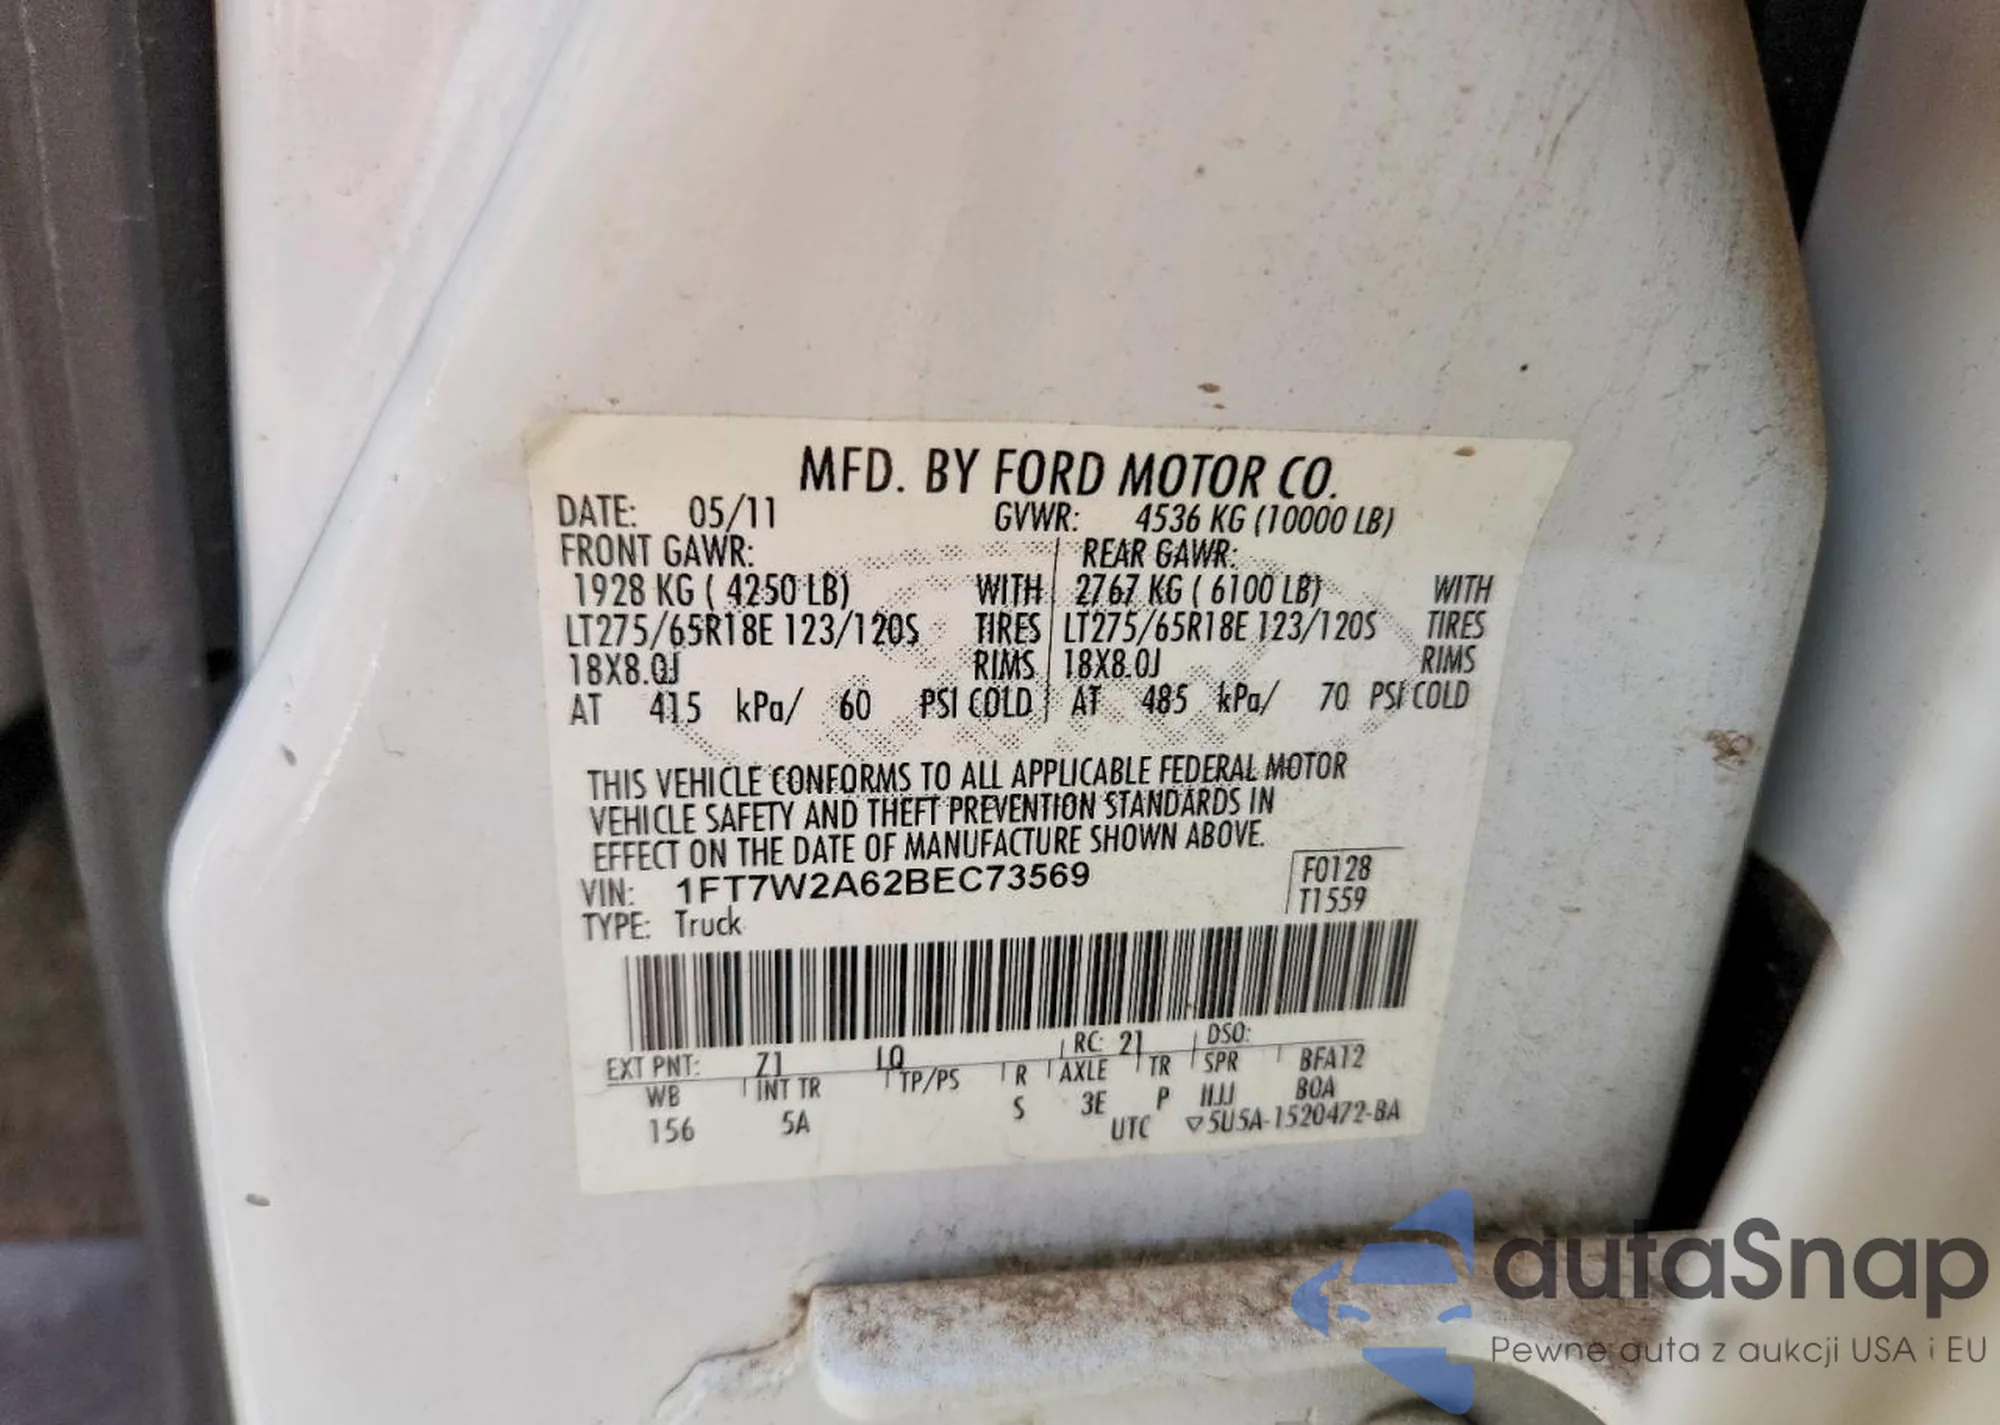 MFD. BY FORD MOTOR CO.
DATE: 05/11 GVWR: 4536 KG (10000 LB)
FRONT GAWR: REAR GAWR:
1928 KG ( 4250 LB) WITH 2767 KG ( 6100 LB) WITH
LT275/65R18E 123/120S TIRES LT275/65R18E 123/120S TIRES
18X8.0J RIMS 18X8.0J RIMS
AT 415 kPa/ 60 PSI COLD AT 485 kPa/ 70 PSI COLD
THIS VEHICLE CONFORMS TO ALL APPLICABLE FEDERAL MOTOR
VEHICLE SAFETY AND THEFT PREVENTION STANDARDS IN
EFFECT ON THE DATE OF MANUFACTURE SHOWN ABOVE.
VIN: 1FT7W2A62BEC73569 F0128
TYPE: Truck T1559
EXT PNT: Z1 LQ RC: 21 DSO:
WB INT TR TP/PS R AXLE TR SPR BFA12
156 5A S 3E P BOA
UTC ▽5U5A-1520472-BA
autaSnap
Pewne auta z aukcji USA i EU